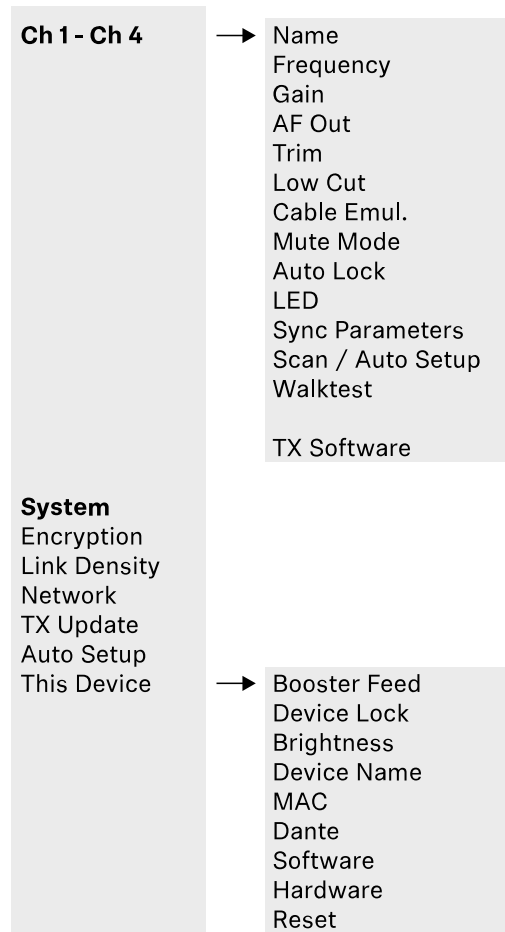 Ch 1 - Ch 4
Name
Frequency
Gain
AF Out
Trim
Low Cut
Cable Emul.
Mute Mode
Auto Lock
LED
Sync Parameters
Scan / Auto Setup
Walktest
TX Software
System
Encryption
Link Density
Network
TX Update
Auto Setup
This Device
Booster Feed
Device Lock
Brightness
Device Name
MAC
Dante
Software
Hardware
Reset